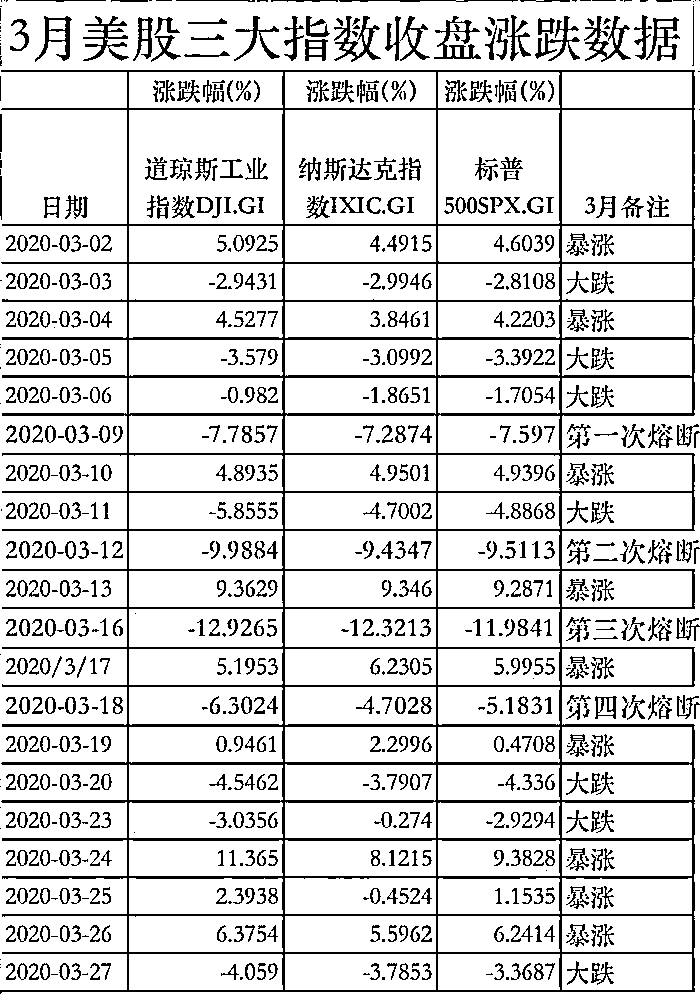 3月美股三大指数收盘涨跌数据
涨跌幅(%) 涨跌幅(%) 涨跌幅(%)
日期 道琼斯工业指数DJI.GI 纳斯达克指数IXIC.GI 标普500SPX.GI 3月备注
2020-03-02 5.0925 4.4915 4.6039 暴涨
2020-03-03 -2.9431 -2.9946 -2.8108 大跌
2020-03-04 4.5277 3.8461 4.2203 暴涨
2020-03-05 -3.579 -3.0992 -3.3922 大跌
2020-03-06 -0.982 -1.8651 -1.7054 大跌
2020-03-09 -7.7857 -7.2874 -7.597 第一次熔断
2020-03-10 4.8935 4.9501 4.9396 暴涨
2020-03-11 -5.8555 -4.7002 -4.8868 大跌
2020-03-12 -9.9884 -9.4347 -9.5113 第二次熔断
2020-03-13 9.3629 9.346 9.2871 暴涨
2020-03-16 -12.9265 -12.3213 -11.9841 第三次熔断
2020/3/17 5.1953 6.2305 5.9955 暴涨
2020-03-18 -6.3024 -4.7028 -5.1831 第四次熔断
2020-03-19 0.9461 2.2996 0.4708 暴涨
2020-03-20 -4.5462 -3.7907 -4.336 大跌
2020-03-23 -3.0356 -0.274 -2.9294 大跌
2020-03-24 11.365 8.1215 9.3828 暴涨
2020-03-25 2.3938 -0.4524 1.1535 暴涨
2020-03-26 6.3754 5.5962 6.2414 暴涨
2020-03-27 -4.059 -3.7853 -3.3687 大跌